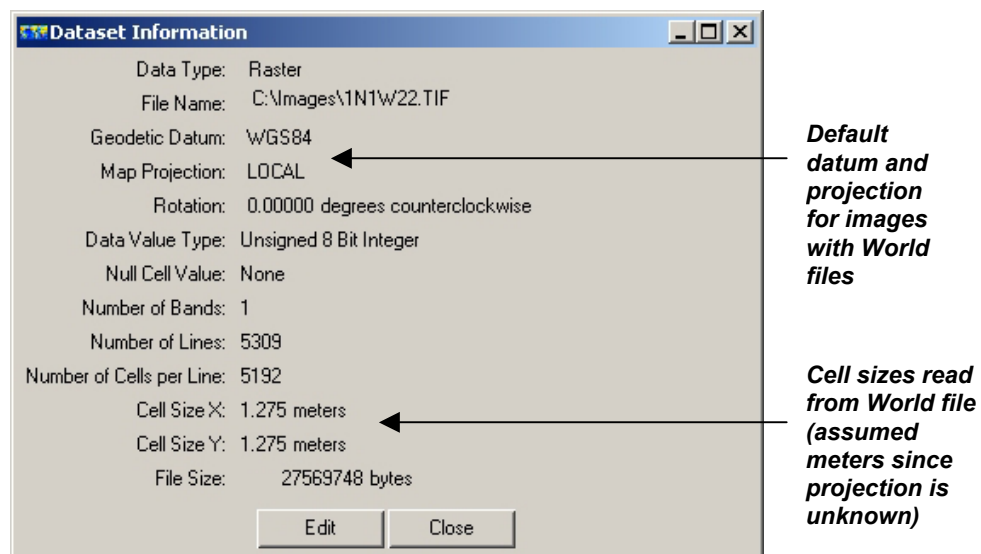 Dataset Information
Data Type: Raster
File Name: C:\Images\1N1W22.TIF
Geodetic Datum: WGS84
Map Projection: LOCAL
Rotation: 0.00000 degrees counterclockwise
Data Value Type: Unsigned 8 Bit Integer
Null Cell Value: None
Number of Bands: 1
Number of Lines: 5309
Number of Cells per Line: 5192
Cell Size X: 1.275 meters
Cell Size Y: 1.275 meters
File Size: 27569748 bytes
Edit Close
Default
datum and
projection
for images
with World
files
Cell sizes read
from World file
(assumed
meters since
projection is
unknown)